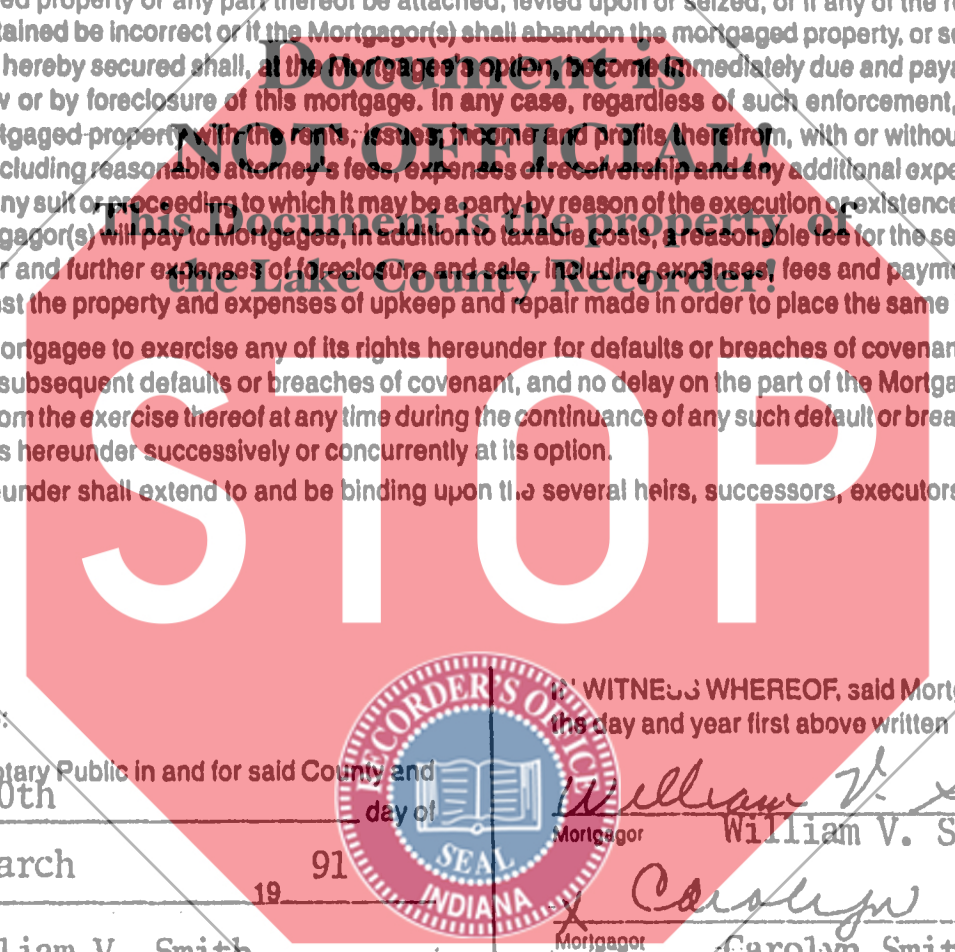 ed property or any part thereof be attached, levied upon or seized, or if any of the
tained be incorrect or if the Mortgagor(s) shall abandon the mortgaged property, or
Document is
hereby secured shall, at the Mortgagee's option, become immediately due and
or by foreclosure of this mortgage. In any case, regardless of such enforcement,
NOT OFFICIAL!
tgaged property with the rents, issues, income and profits therefrom, with or
cluding reasonable attorney's fees, expenses of receivership and any additional
ny suit or proceeding to which it may be a party by reason of the execution or existence
This Document is the property of
gagor(s) will pay to Mortgagee, in addition to taxable costs, a reasonable fee for the
r and further expenses of foreclosure and sale, including expenses, fees and
the Lake County Recorder!
st the property and expenses of upkeep and repair made in order to place the same
ortgagee to exercise any of its rights hereunder for defaults or breaches of
subsequent defaults or breaches of covenant, and no delay on the part of the
om the exercise thereof at any time during the continuance of any such default or
s hereunder successively or concurrently at its option.
under shall extend to and be binding upon the several heirs, successors, executors
STOP
RECORDER'S OFFICE
SEAL
INDIANA
IN WITNESS WHEREOF, said
the day and year first above written
otary Public in and for said County and
0th
day of
William V. S
Mortgagor
William V. S
arch
19 91
Carolyn
Mortgagor
liam V. Smith
Carolyn Smit